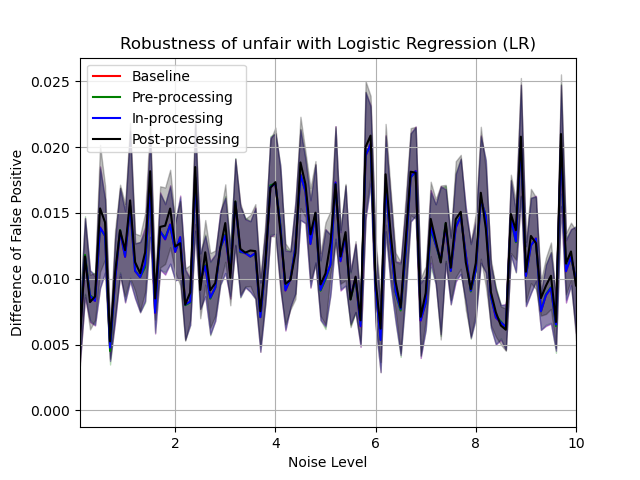 Robustness of unfair with Logistic Regression (LR)
Baseline
Pre-processing
In-processing
Post-processing
Difference of False Positive
0.025
0.020
0.015
0.010
0.005
0.000
2
4
6
8
10
Noise Level